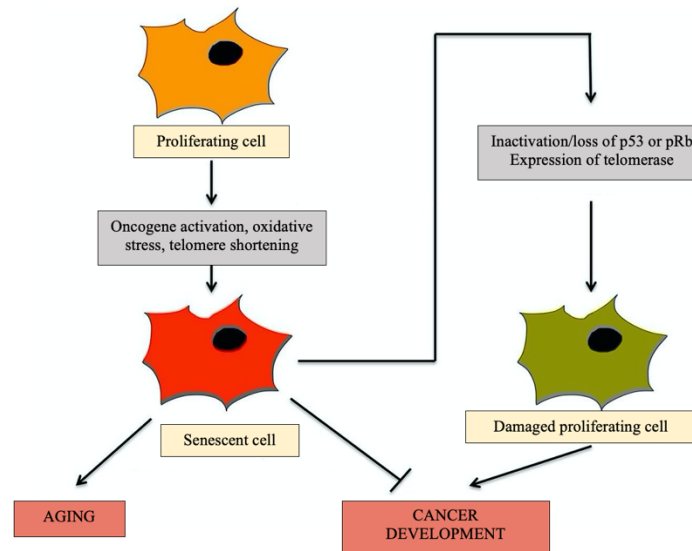 Proliferating cell
Oncogene activation, oxidative
stress, telomere shortening
Senescent cell
AGING
Inactivation/loss of p53 or pRb
Expression of telomerase
Damaged proliferating cell
CANCER
DEVELOPMENT